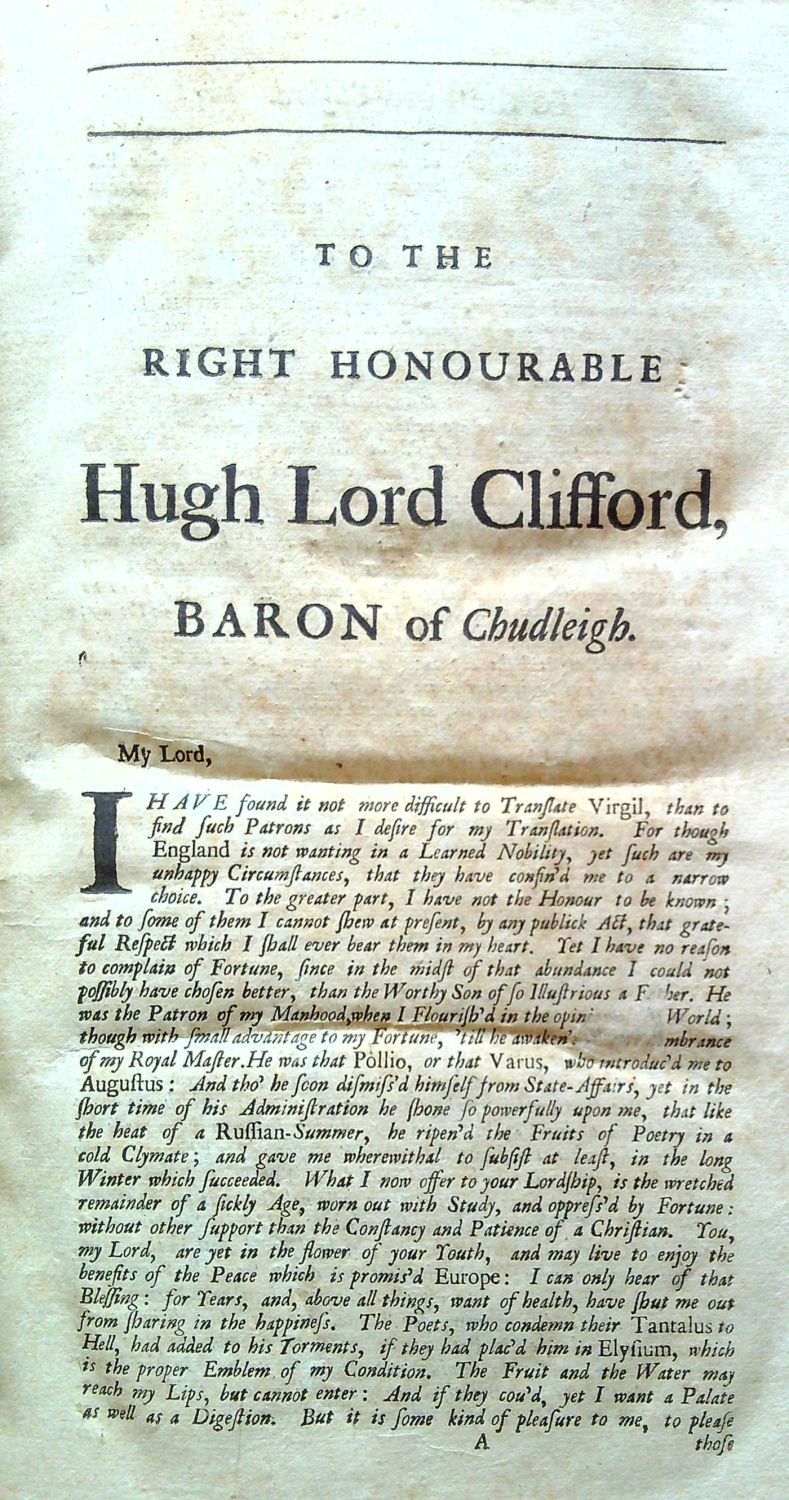 TO THE
RIGHT HONOURABLE
Hugh Lord Clifford,
BARON of Chudleigh.
My Lord,
I HAVE found it not more difficult to Tranſlate Virgil, than to
find ſuch Patrons as I deſire for my Tranſlation. For though
England is not wanting in a Learned Nobility, yet ſuch are my
unhappy Circumſtances, that they have confin'd me to a narrow
choice. To the greater part, I have not the Honour to be known;
and to ſome of them I cannot ſhew at preſent, by any publick Act, that grate-
ful Reſpect which I ſhall ever bear them in my heart. Yet I have no reaſon
to complain of Fortune, ſince in the midſt of that abundance I could not
poſſibly have choſen better, than the Worthy Son of ſo Illuſtrious a F her. He
was the Patron of my Manhood, when I Flouriſh'd in the opin World;
though with ſmall advantage to my Fortune, 'till he awaken' mbrance
of my Royal Maſter. He was that Pollio, or that Varus, who introduc'd me to
Auguſtus: And tho' he ſoon diſmiſs'd himſelf from State-Affairs, yet in the
ſhort time of his Adminiſtration he ſhone ſo powerfully upon me, that like
the heat of a Ruſſian-Summer, he ripen'd the Fruits of Poetry in a
cold Clymate; and gave me wherewithal to ſubſiſt at leaſt, in the long
Winter which ſucceeded. What I now offer to your Lordſhip, is the wretched
remainder of a ſickly Age, worn out with Study, and oppreſs'd by Fortune:
without other ſupport than the Conſtancy and Patience of a Chriſtian. You,
my Lord, are yet in the flower of your Youth, and may live to enjoy the
benefits of the Peace which is promis'd Europe: I can only hear of that
Bleſſing: for Years, and, above all things, want of health, have ſhut me out
from ſharing in the happineſs. The Poets, who condemn their Tantalus to
Hell, had added to his Torments, if they had plac'd him in Elyſium, which
is the proper Emblem of my Condition. The Fruit and the Water may
reach my Lips, but cannot enter: And if they cou'd, yet I want a Palate
as well as a Digeſtion. But it is ſome kind of pleaſure to me, to pleaſe
A thoſe